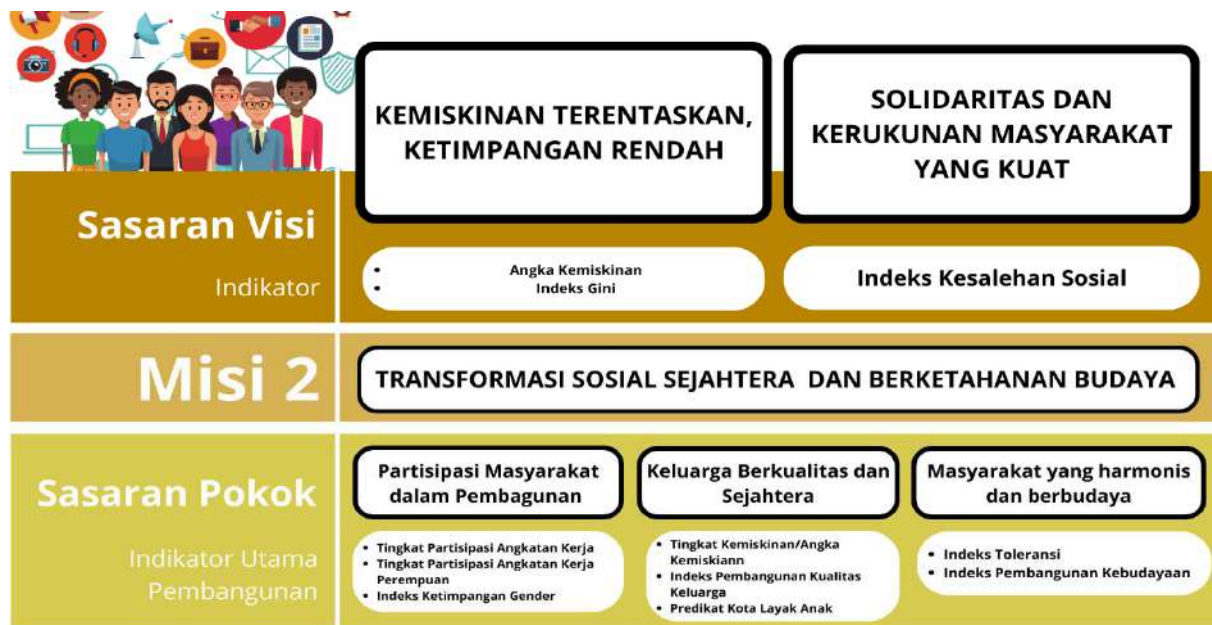 KEMISKINAN TERENTASKAN,
KETIMPANGAN RENDAH
SOLIDARITAS DAN
KERUKUNAN MASYARAKAT
YANG KUAT
Sasaran Visi
Indikator
• Angka Kemiskinan
• Indeks Gini
Indeks Kesalehan Sosial
Misi 2
TRANSFORMASI SOSIAL SEJAHTERA DAN BERKETAHANAN BUDAYA
Sasaran Pokok
Indikator Utama
Pembangunan
Partisipasi Masyarakat
dalam Pembagunan
• Tingkat Partisipasi Angkatan Kerja
• Tingkat Partisipasi Angkatan Kerja
Perempuan
• Indeks Ketimpangan Gender
Keluarga Berkualitas dan
Sejahtera
• Tingkat Kemiskinan/Angka
Kemiskiann
• Indeks Pembangunan Kualitas
Keluarga
• Predikat Kota Layak Anak
Masyarakat yang harmonis
dan berbudaya
• Indeks Toleransi
• Indeks Pembangunan Kebudayaan